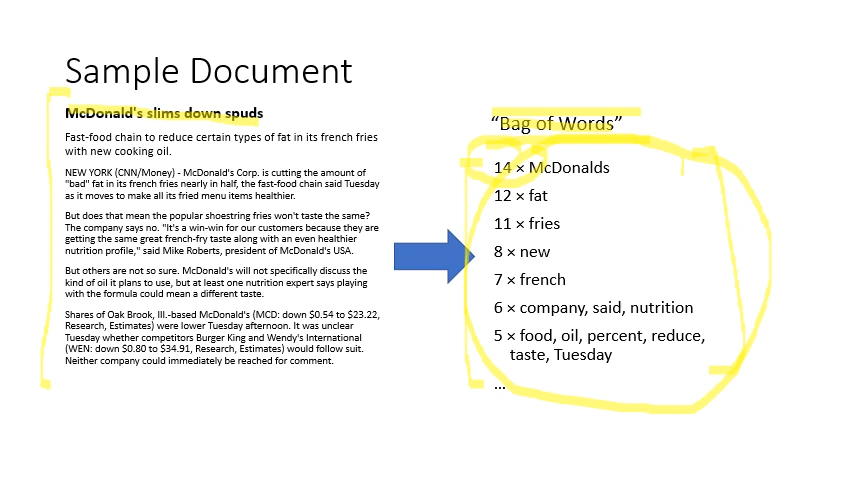 Sample Document
McDonald's slims down spuds
Fast-food chain to reduce certain types of fat in its french fries
with new cooking oil.
NEW YORK (CNN/Money) - McDonald's Corp. is cutting the amount of
"bad" fat in its french fries nearly in half, the fast-food chain said Tuesday
as it moves to make all its fried menu items healthier.
But does that mean the popular shoestring fries won't taste the same?
The company says no. "It's a win-win for our customers because they are
getting the same great french-fry taste along with an even healthier
nutrition profile," said Mike Roberts, president of McDonald's USA.
But others are not so sure. McDonald's will not specifically discuss the
kind of oil it plans to use, but at least one nutrition expert says playing
with the formula could mean a different taste.
Shares of Oak Brook, Ill.-based McDonald's (MCD: down $0.54 to $23.22,
Research, Estimates) were lower Tuesday afternoon. It was unclear
Tuesday whether competitors Burger King and Wendy's International
(WEN: down $0.80 to $34.91, Research, Estimates) would follow suit.
Neither company could immediately be reached for comment.
“Bag of Words”
14 × McDonalds
12 × fat
11 × fries
8 × new
7 × french
6 × company, said, nutrition
5 × food, oil, percent, reduce,
taste, Tuesday
…